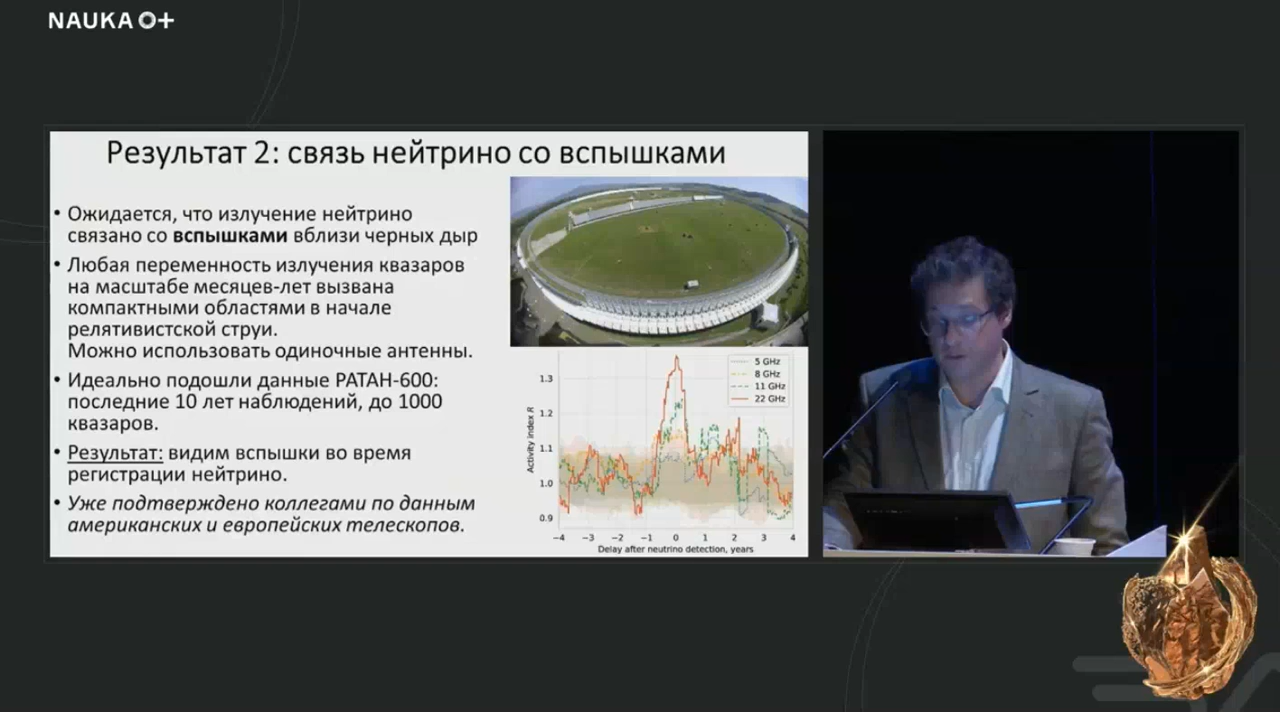 NAUKA 0+
Результат 2: связь нейтрино со вспышками
• Ожидается, что излучение нейтрино
связано со вспышками вблизи черных дыр
• Любая переменность излучения квазаров
на масштабе месяцев-лет вызвана
компактными областями в начале
релятивистской струи.
Можно использовать одиночные антенны.
• Идеально подошли данные РАТАН-600:
последние 10 лет наблюдений, до 1000
квазаров.
• Результат: видим вспышки во время
регистрации нейтрино.
• Уже подтверждено коллегами по данным
американских и европейских телескопов.
5 GHz
8 GHz
11 GHz
22 GHz
Activity index R
1.3
1.2
1.1
1.0
0.9
−4 −3 −2 −1 0 1 2 3 4
Delay after neutrino detection, years